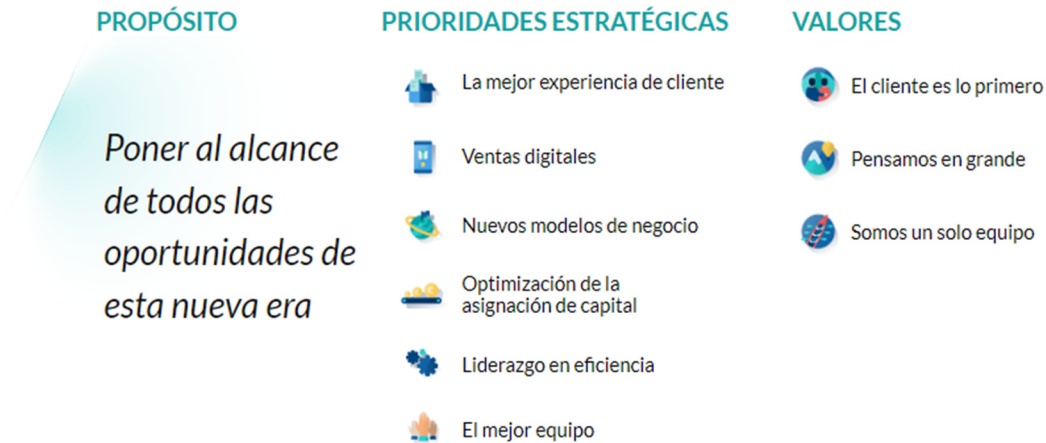 PROPÓSITO
Poner al alcance
de todos las
oportunidades de
esta nueva era
PRIORIDADES ESTRATÉGICAS
La mejor experiencia de cliente
Ventas digitales
Nuevos modelos de negocio
Optimización de la
asignación de capital
Liderazgo en eficiencia
El mejor equipo
VALORES
El cliente es lo primero
Pensamos en grande
Somos un solo equipo